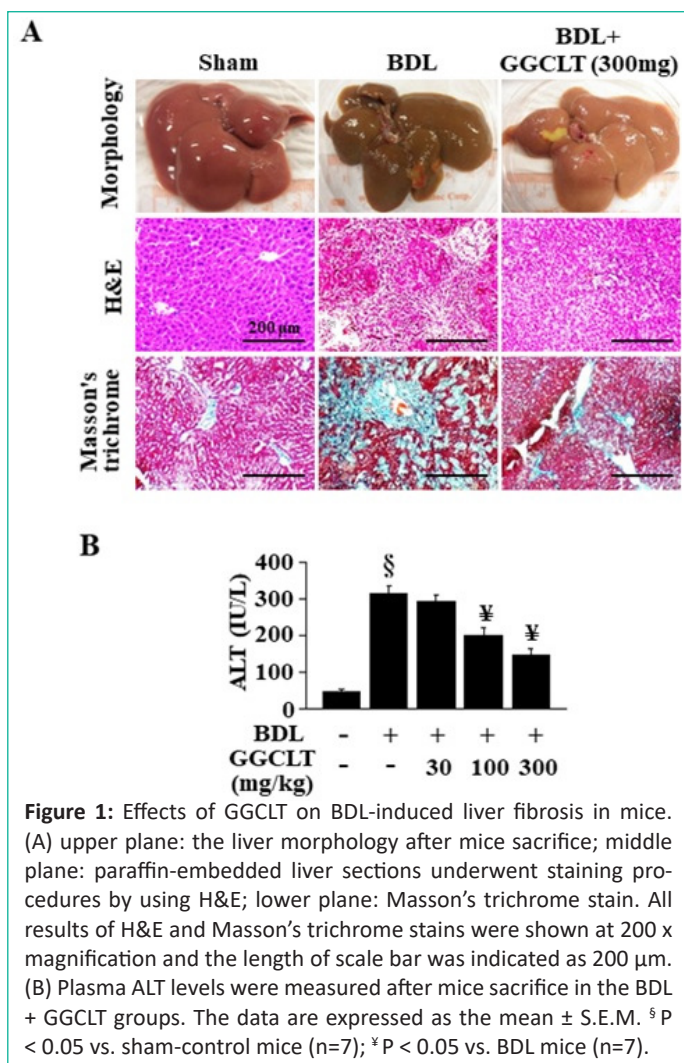 A
Sham
BDL
BDL+
GGCLT (300mg)
Morphology
H&E
200 μm
Masson's
trichrome
B
ALT (IU/L)
400
300
200
100
0
§
¥
¥
BDL - + + + +
GGCLT - - 30 100 300
(mg/kg)
Figure 1: Effects of GGCLT on BDL-induced liver fibrosis in mice.
(A) upper plane: the liver morphology after mice sacrifice; middle
plane: paraffin-embedded liver sections underwent staining pro-
cedures by using H&E; lower plane: Masson’s trichrome stain. All
results of H&E and Masson’s trichrome stains were shown at 200 x
magnification and the length of scale bar was indicated as 200 μm.
(B) Plasma ALT levels were measured after mice sacrifice in the BDL
+ GGCLT groups. The data are expressed as the mean ± S.E.M. § P
< 0.05 vs. sham-control mice (n=7); ¥ P < 0.05 vs. BDL mice (n=7).